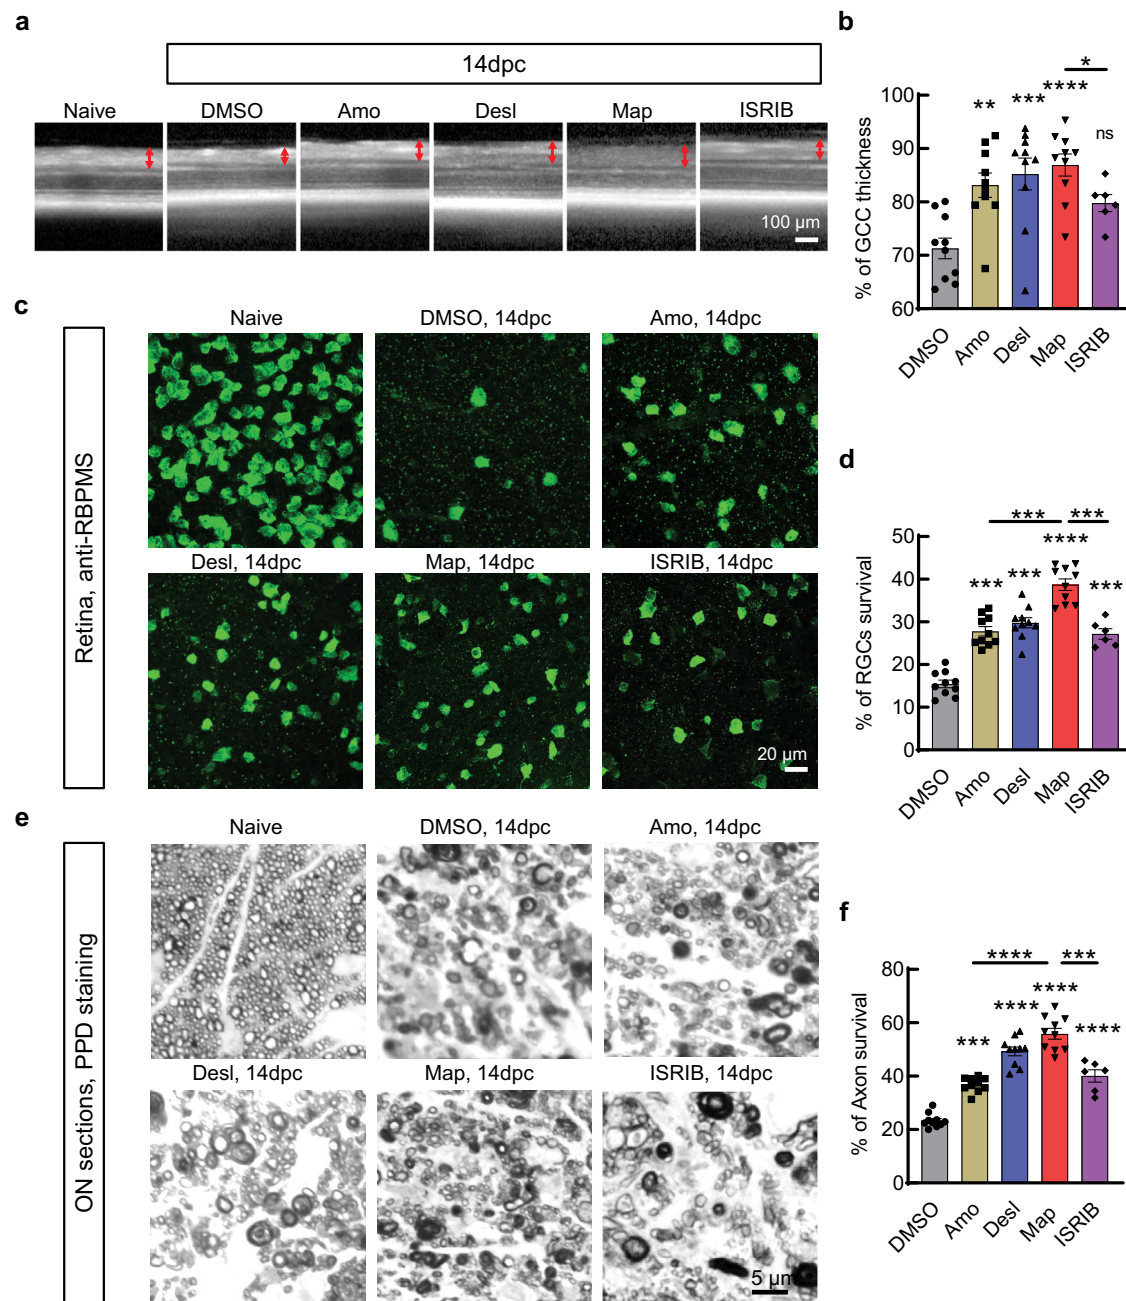 a
14dpc
Naive
DMSO
Amo
Desl
Map
ISRIB
100 µm
b
*
****
***
**
ns
% of GCC thickness
100
90
80
70
60
DMSO
Amo
Desl
Map
ISRIB
c
Retina, anti-RBPMS
Naive
DMSO, 14dpc
Amo, 14dpc
Desl, 14dpc
Map, 14dpc
ISRIB, 14dpc
20 µm
d
*** ***
****
*** *** ***
% of RGCs survival
50
40
30
20
10
0
DMSO
Amo
Desl
Map
ISRIB
e
ON sections, PPD staining
Naive
DMSO, 14dpc
Amo, 14dpc
Desl, 14dpc
Map, 14dpc
ISRIB, 14dpc
5 µm
f
**** ***
****
****
*** ****
% of Axon survival
80
60
40
20
0
DMSO
Amo
Desl
Map
ISRIB